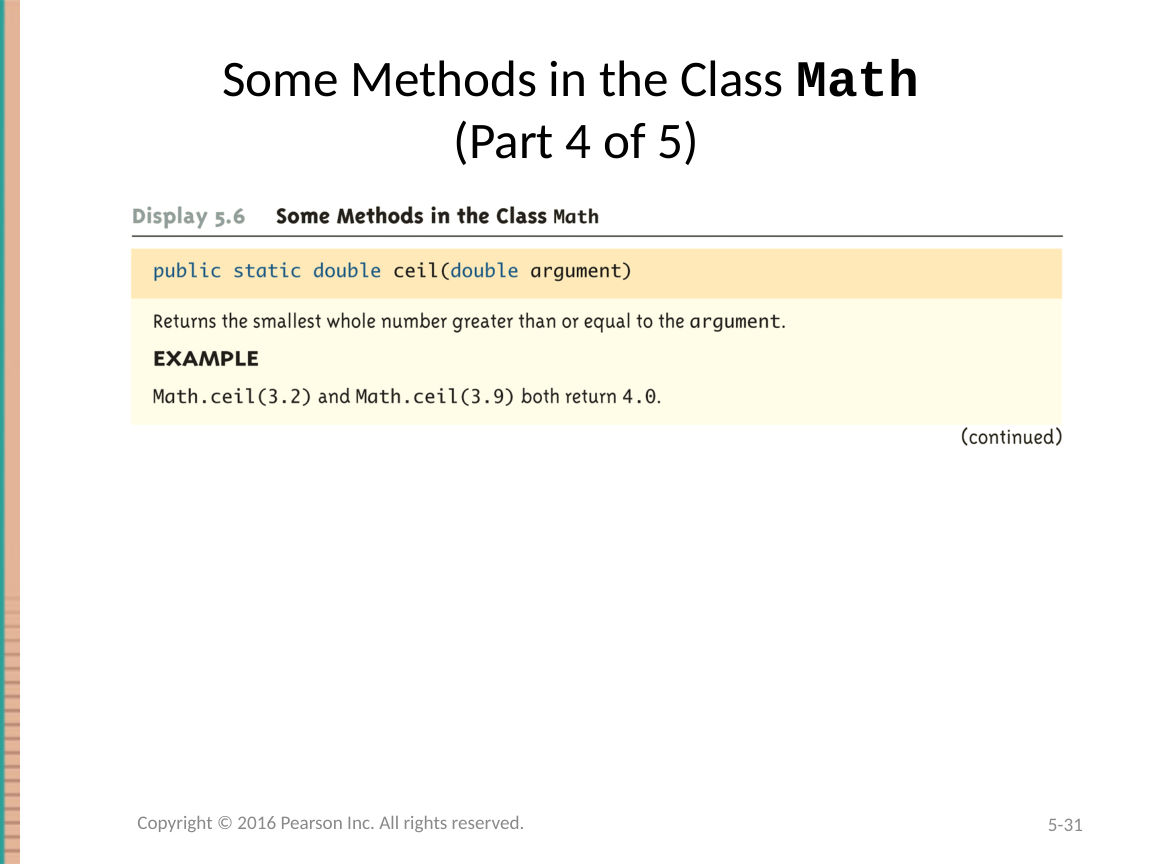 Some Methods in the Class Math
(Part 4 of 5)
Display 5.6 Some Methods in the Class Math
public static double ceil(double argument)
Returns the smallest whole number greater than or equal to the argument.
EXAMPLE
Math.ceil(3.2) and Math.ceil(3.9) both return 4.0.
(continued)
Copyright © 2016 Pearson Inc. All rights reserved.
5-31